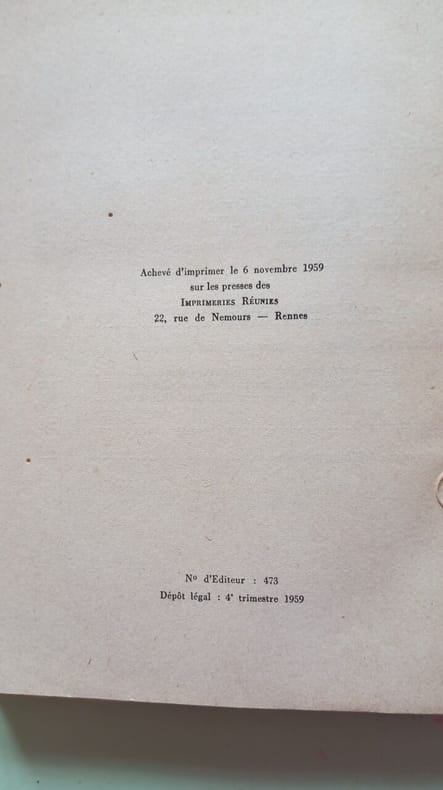 Achevé d'imprimer le 6 novembre 1959
sur les presses des
IMPRIMERIES RÉUNIES
22, rue de Nemours — Rennes
Nº d'Editeur : 473
Dépôt légal : 4e trimestre 1959